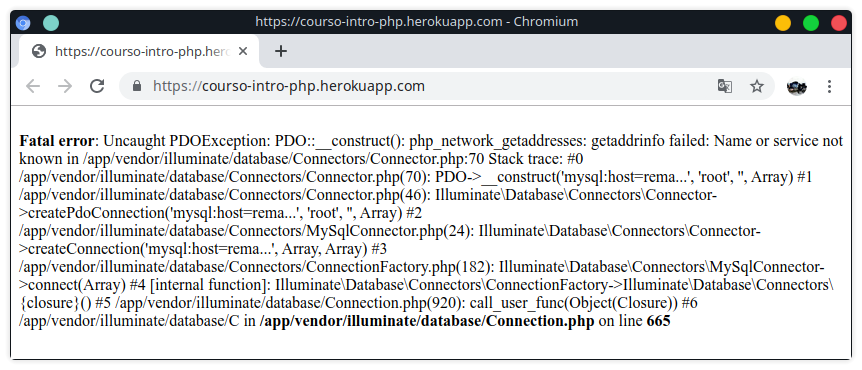 https://courso-intro-php.herokuapp.com - Chromium
https://courso-intro-php.her
https://courso-intro-php.herokuapp.com
Fatal error: Uncaught PDOException: PDO::__construct(): php_network_getaddresses: getaddrinfo failed: Name or service not
known in /app/vendor/illuminate/database/Connectors/Connector.php:70 Stack trace: #0
/app/vendor/illuminate/database/Connectors/Connector.php(70): PDO->__construct('mysql:host=rema...', 'root', '', Array) #1
/app/vendor/illuminate/database/Connectors/Connector.php(46): Illuminate\Database\Connectors\Connector-
>createPdoConnection('mysql:host=rema...', 'root', '', Array) #2
/app/vendor/illuminate/database/Connectors/MySqlConnector.php(24): Illuminate\Database\Connectors\Connector-
>createConnection('mysql:host=rema...', Array, Array) #3
/app/vendor/illuminate/database/Connectors/ConnectionFactory.php(182): Illuminate\Database\Connectors\MySqlConnector-
>connect(Array) #4 [internal function]: Illuminate\Database\Connectors\ConnectionFactory->Illuminate\Database\Connectors\
{closure}() #5 /app/vendor/illuminate/database/Connection.php(920): call_user_func(Object(Closure)) #6
/app/vendor/illuminate/database/C in /app/vendor/illuminate/database/Connection.php on line 665